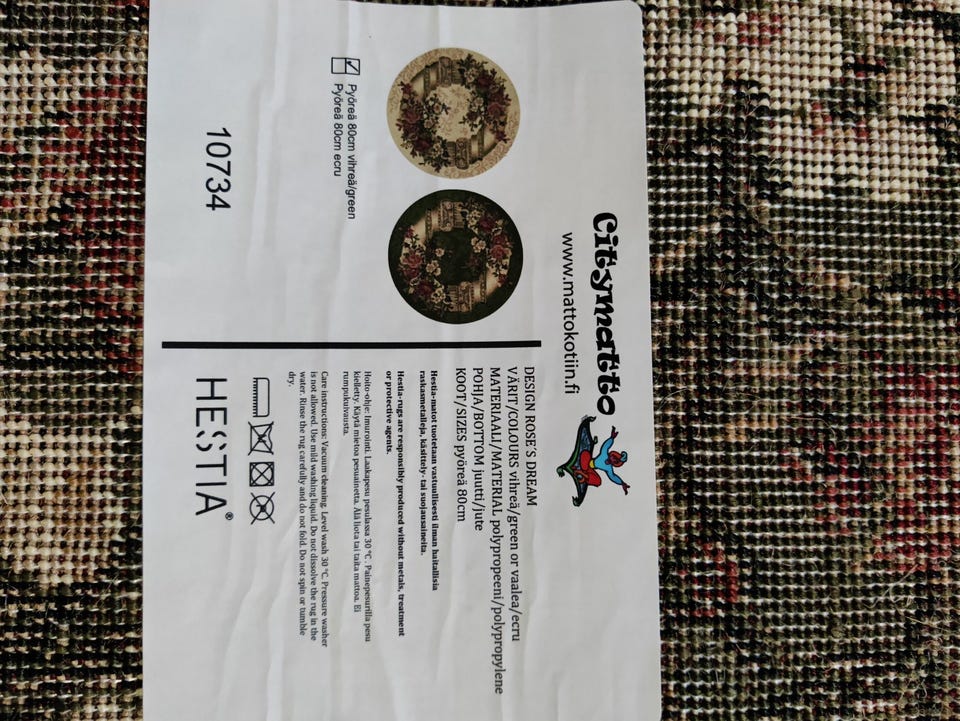 Citymatto
www.mattokotiin.fi
Pyöreä 80cm vihreä/green
Pyöreä 80cm ecru
10734
DESIGN ROSE'S DREAM
VÄRIT/COLOURS vihreä/green or vaalea/ecru
MATERIAALI/MATERIAL polypropeeni/polypropylene
POHJA/BOTTOM juutti/jute
KOOT/SIZES pyöreä 80cm
Hestia-matot tuotetaan vastuullisesti ilman haitallisia
raskasmetalleja, käsittely- tai suojausaineita.
Hestia-rugs are responsibly produced without metals, treatment
or protective agents.
Hoito-ohje: Imurointi. Laakapesu pesulassa 30 °C. Painepesurilla pesu
kielletty. Käytä mietoa pesuainetta. Älä liota tai taita mattoa. Ei
rumpukuivausta.
Care instructions: Vacuum cleaning. Level wash 30 °C. Pressure washer
is not allowed. Use mild washing liquid. Do not dissolve the rug in the
water. Rinse the rug carefully and do not fold. Do not spin or tumble
dry.
HESTIA®